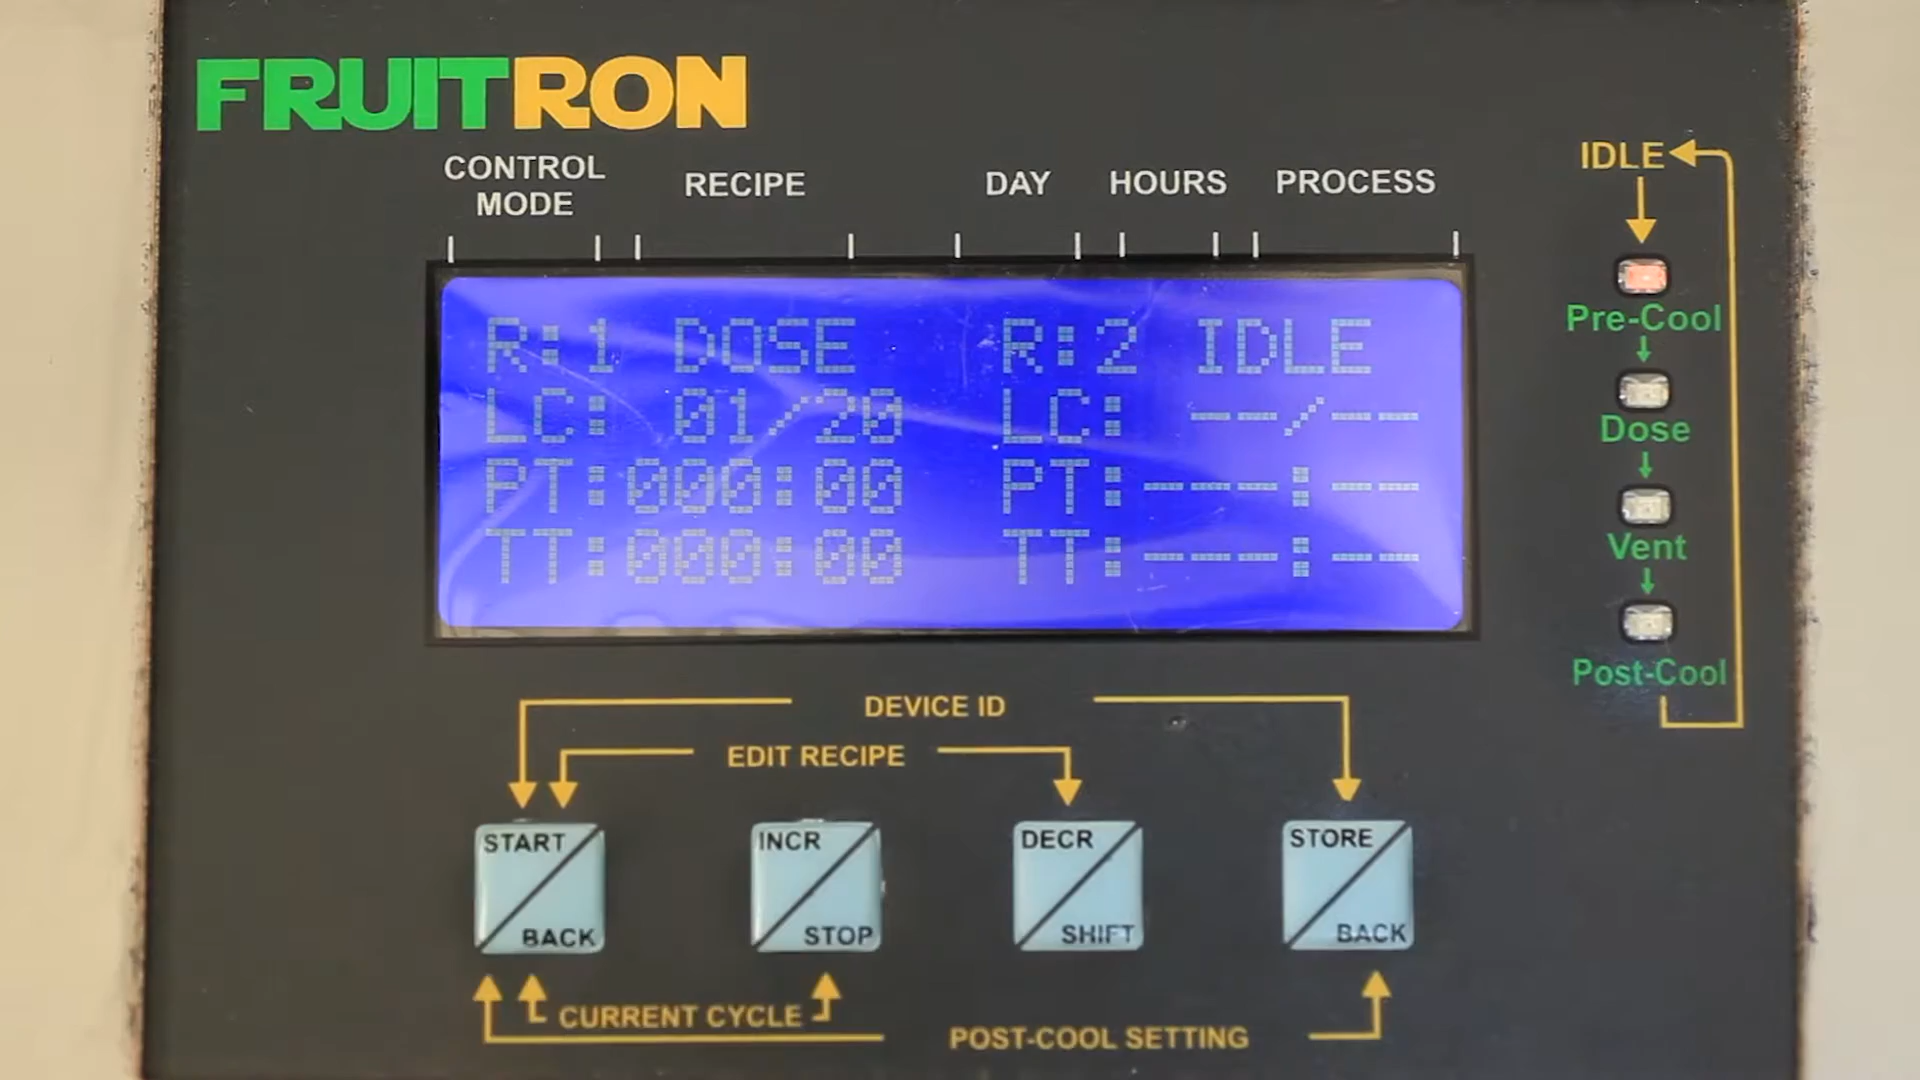 FRUITRON
CONTROL MODE RECIPE DAY HOURS PROCESS
R:1 DOSE R:2 IDLE
LC: 01/20 LC: --/--
PT:000:00 PT:---:--
TT:000:00 TT:---:--
IDLE
Pre-Cool
Dose
Vent
Post-Cool
DEVICE ID
EDIT RECIPE
START BACK
INCR STOP
DECR SHIFT
STORE BACK
CURRENT CYCLE
POST-COOL SETTING